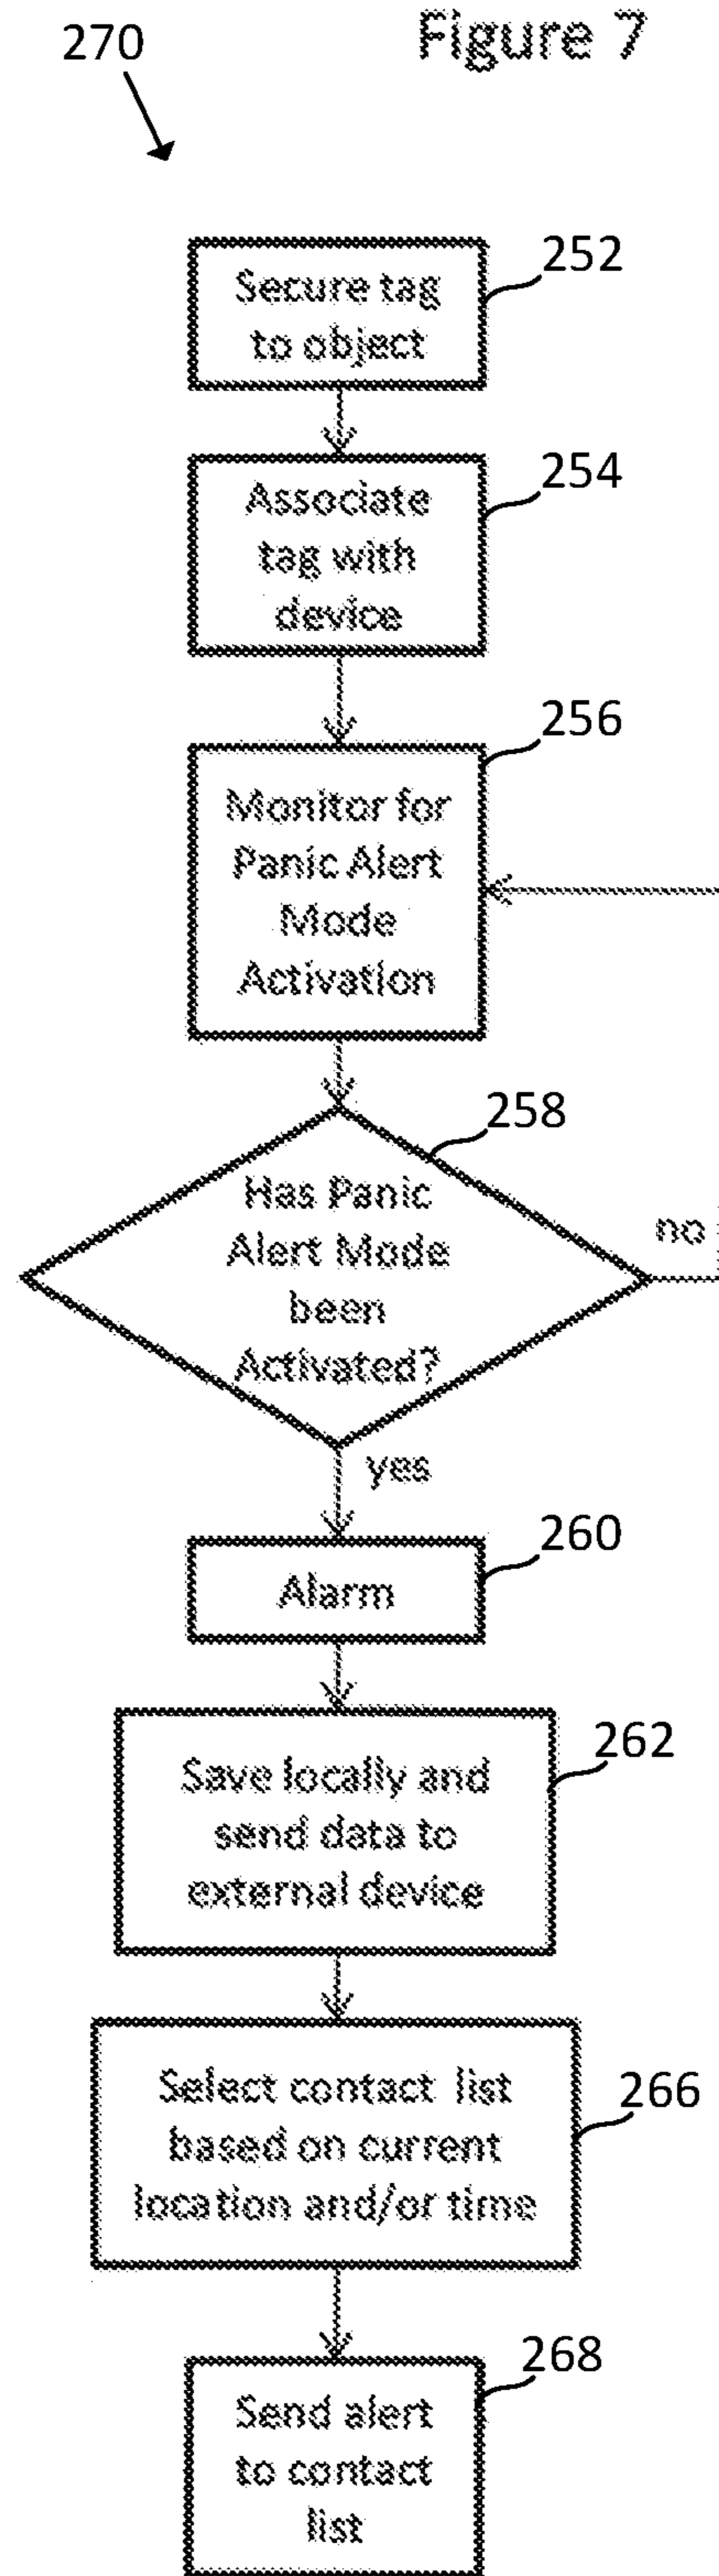 270
Figure 7
252
Secure tag
to object
254
Associate
tag with
device
256
Monitor for
Panic Alert
Mode
Activation
258
Has Panic
Alert Mode
been
Activated?
no
yes
260
Alarm
262
Save locally and
send data to
external device
266
Select contact list
based on current
location and/or time
268
Send alert
to contact
list